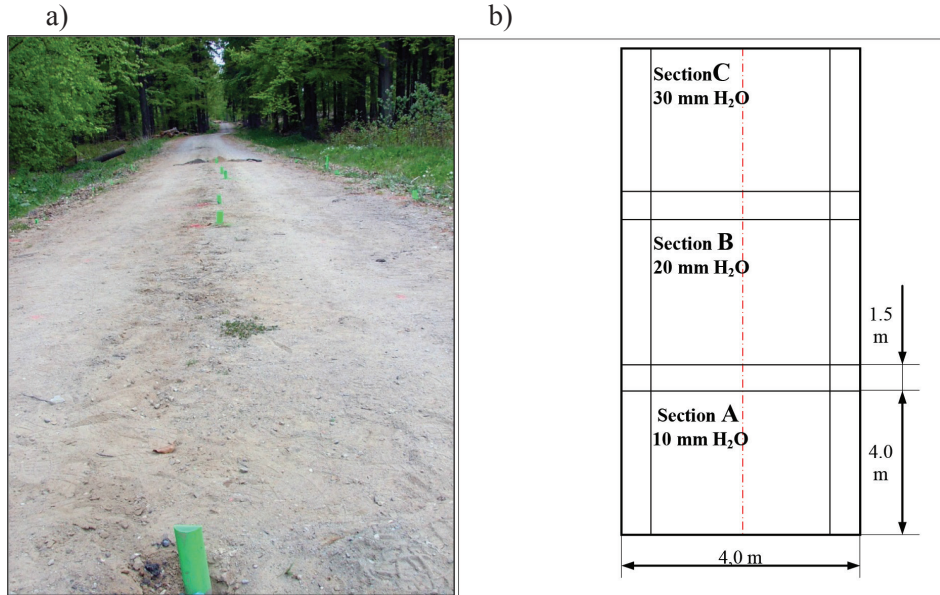 a)
b)
Section C
30 mm H₂O
Section B
20 mm H₂O
1.5
m
Section A
10 mm H₂O
4.0
m
4,0 m